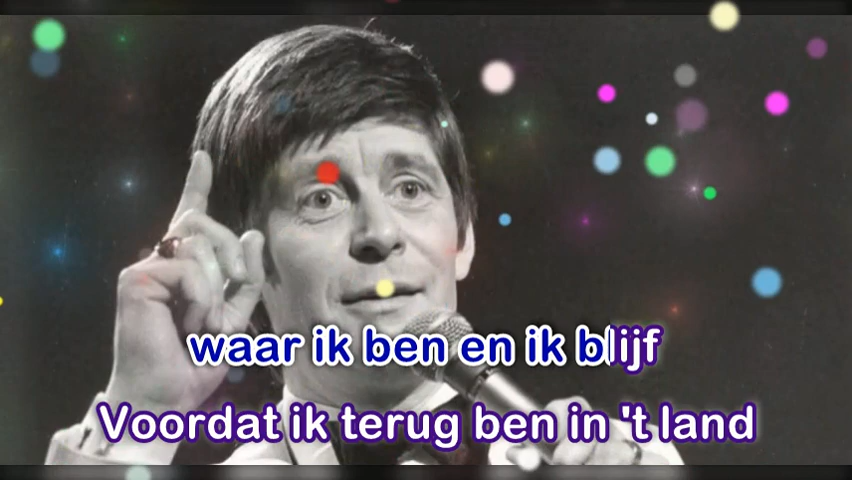 waar ik ben en ik blijf
Voordat ik terug ben in 't land